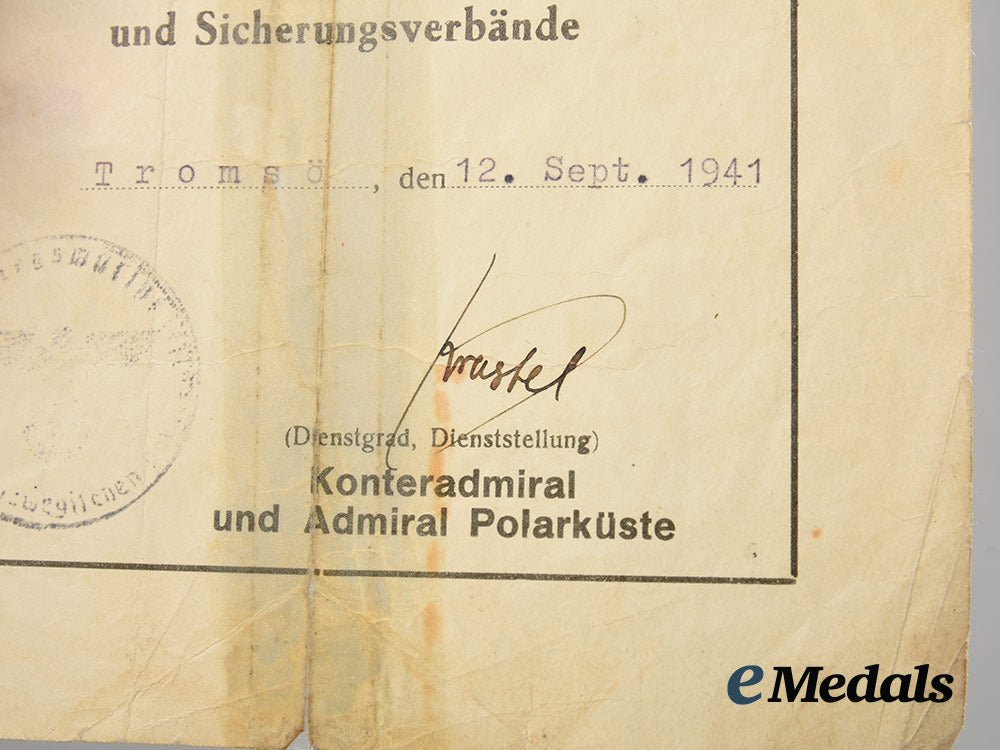 und Sicherungsverbände
Tromsö, den 12. Sept. 1941
(Dienstgrad, Dienststellung)
Konteradmiral
und Admiral Polarküste
eMedals